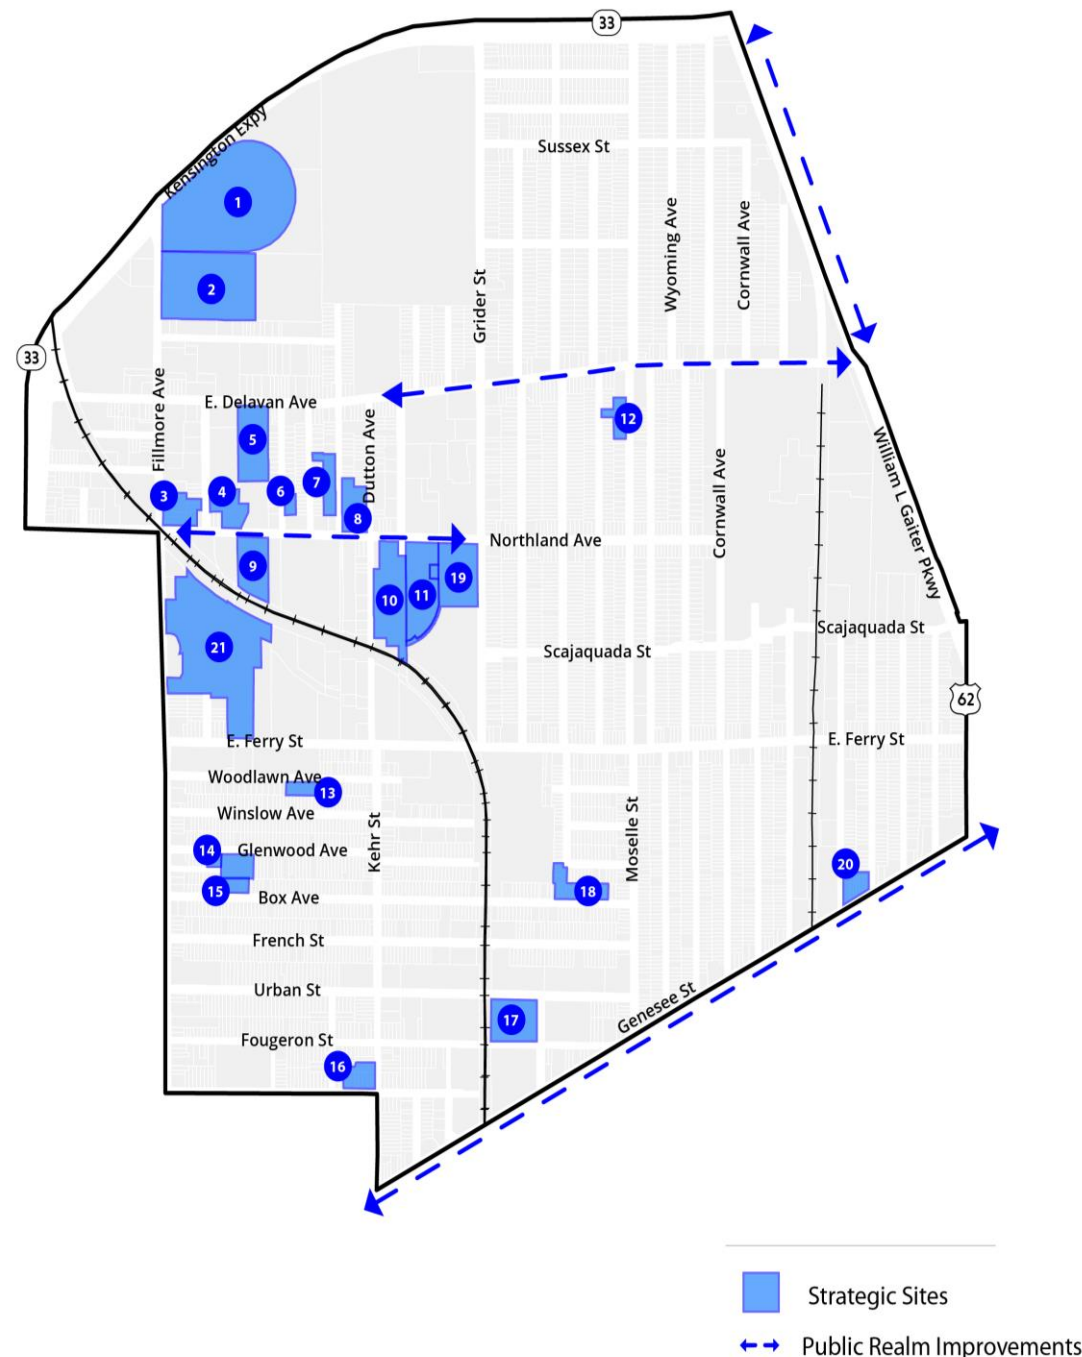 33
Kensington Expy
1
Sussex St
2
Wyoming Ave
Cornwall Ave
Grider St
33
Fillmore Ave
E. Delavan Ave
Dutton Ave
12
5
William L Gaiter Pkwy
Cornwall Ave
7
3
4
6
8
Northland Ave
9
19
11
10
Scajaquada St
21
Scajaquada St
62
E. Ferry St
E. Ferry St
Woodlawn Ave
13
Winslow Ave
Kehr St
Moselle St
14
Glenwood Ave
20
15
Box Ave
18
French St
Urban St
Genesee St
17
Fougeron St
16
Strategic Sites
Public Realm Improvements